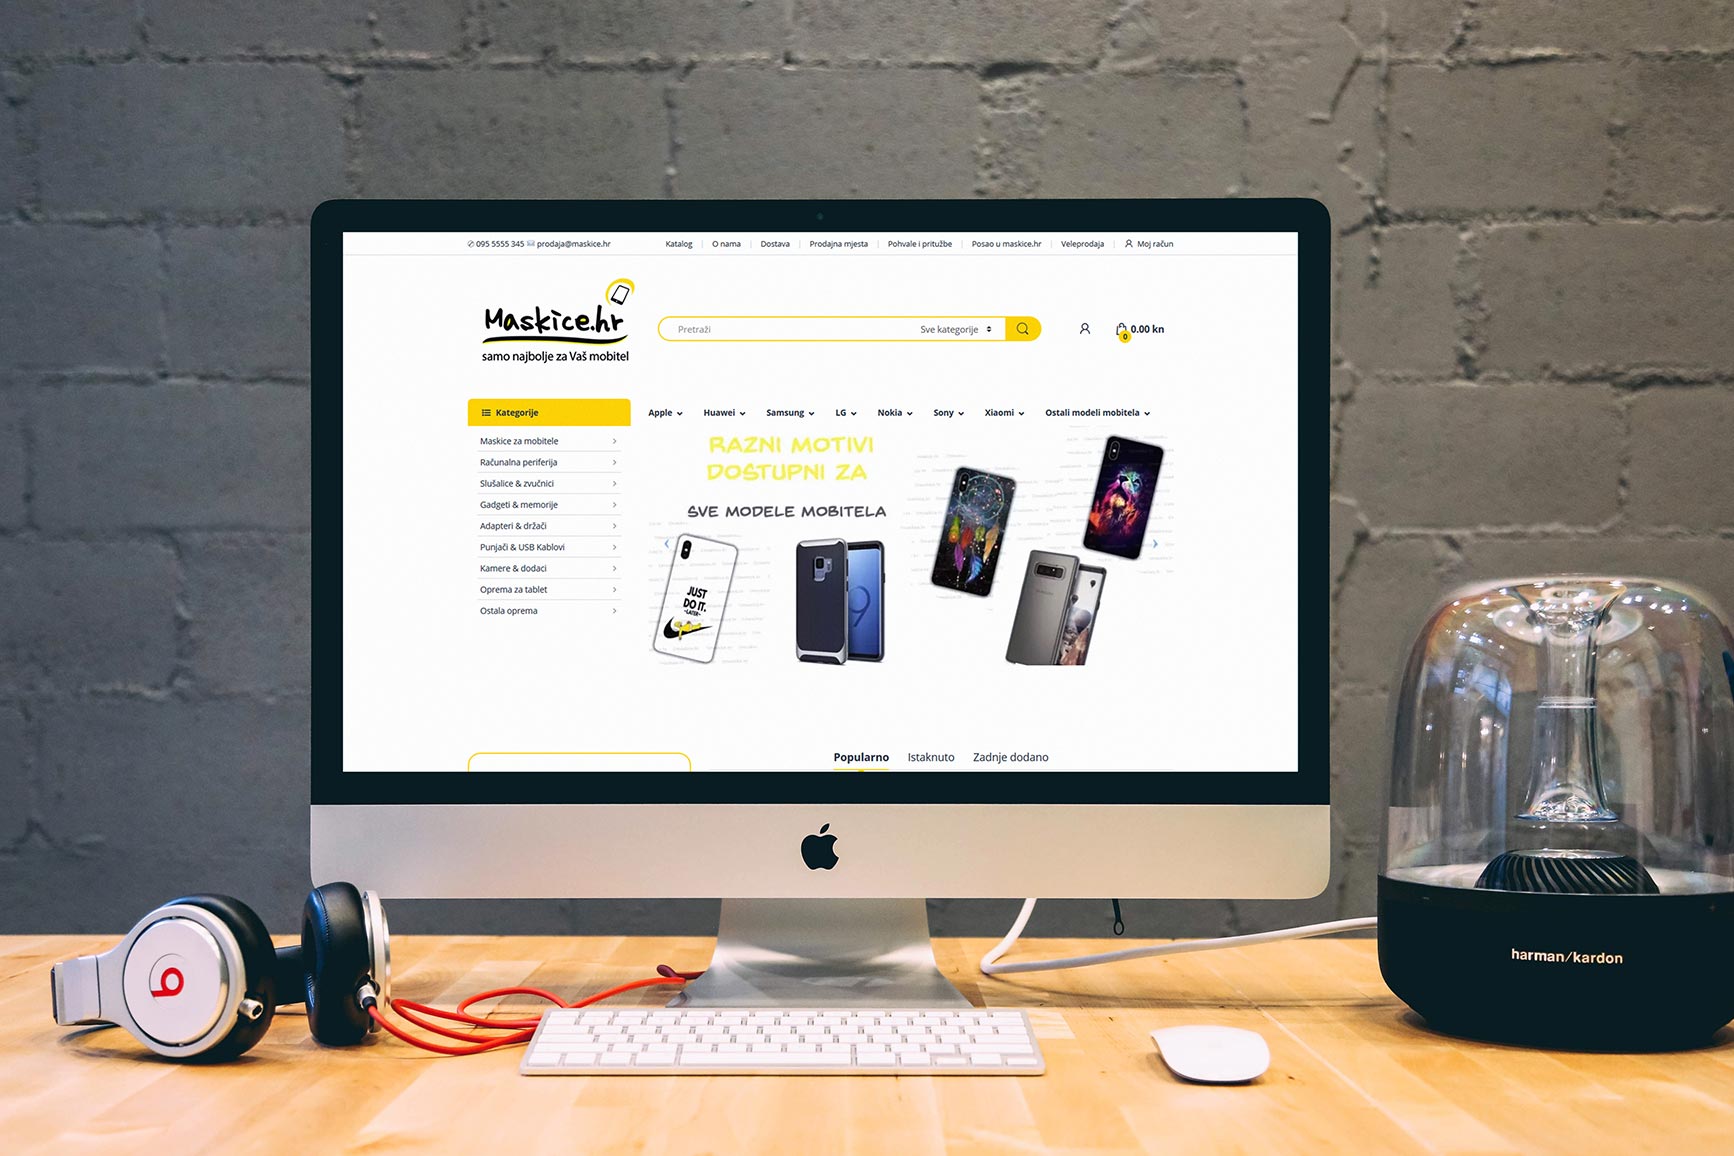 095 5555 345 prodaja@maskice.hr
Katalog O nama Dostava Prodajna mjesta Pohvale i pritužbe Posao u maskice.hr Veleprodaja Moj račun
Maskice.hr
samo najbolje za Vaš mobitel
Pretraži Sve kategorije
0.00 kn
0
Kategorije
Apple Huawei Samsung LG Nokia Sony Xiaomi Ostali modeli mobitela
Maskice za mobitele
Računalna periferija
Slušalice & zvučnici
Gadgeti & memorije
Adapteri & držači
Punjači & USB Kablovi
Kamere & dodaci
Oprema za tablet
Ostala oprema
RAZNI MOTIVI
DOSTUPNI ZA
SVE MODELE MOBITELA
JUST
DO IT.
-LATER-
9
Popularno Istaknuto Zadnje dodano
b
harman/kardon